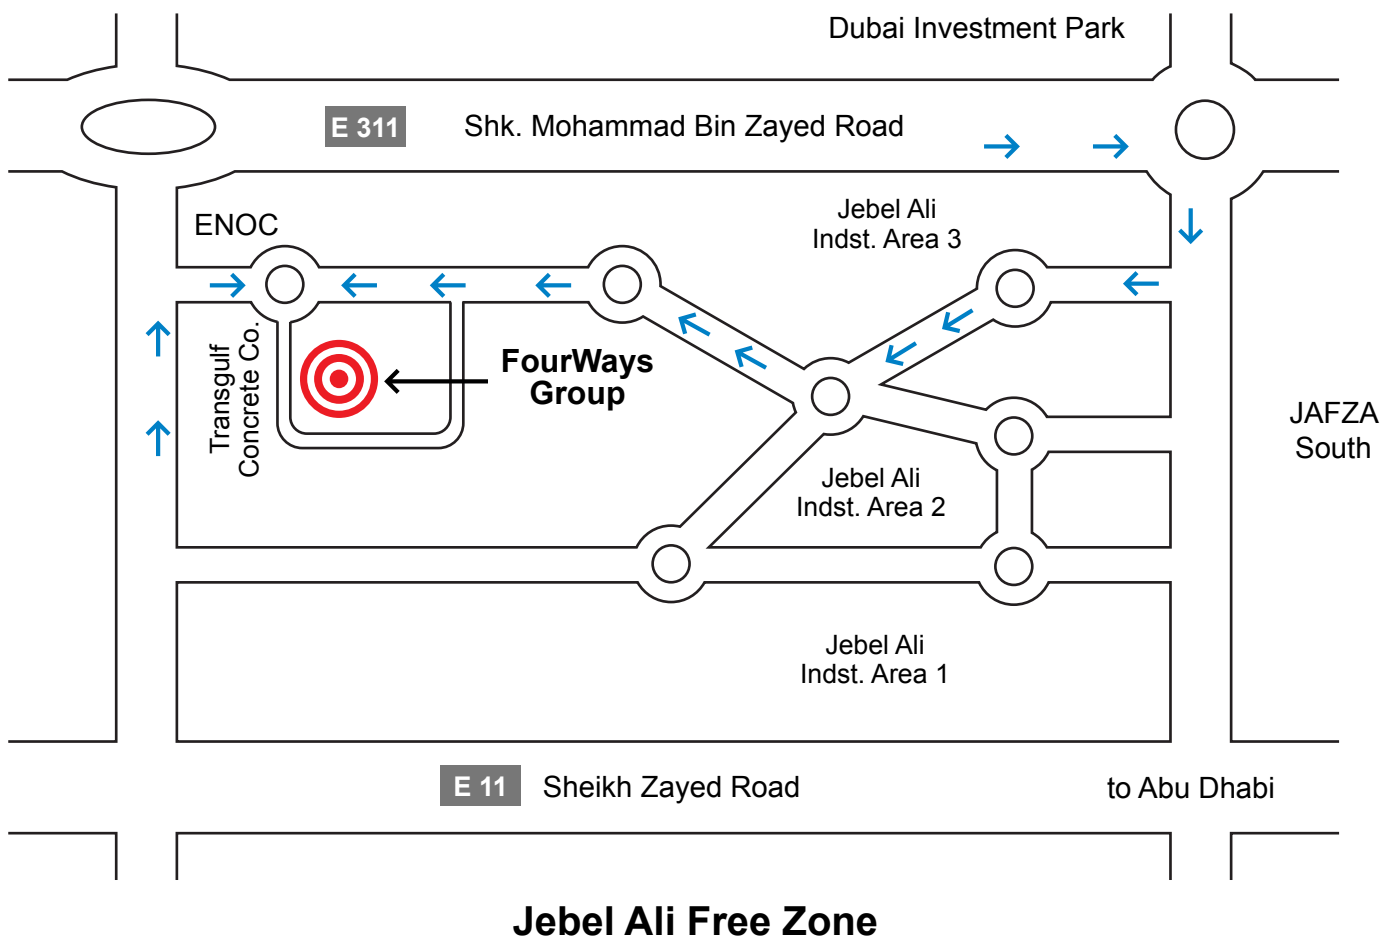 Dubai Investment Park
E 311
Shk. Mohammad Bin Zayed Road
Jebel Ali
Indst. Area 3
ENOC
Transgulf
Concrete Co.
FourWays
Group
JAFZA
South
Jebel Ali
Indst. Area 2
Jebel Ali
Indst. Area 1
E 11
Sheikh Zayed Road
to Abu Dhabi
Jebel Ali Free Zone